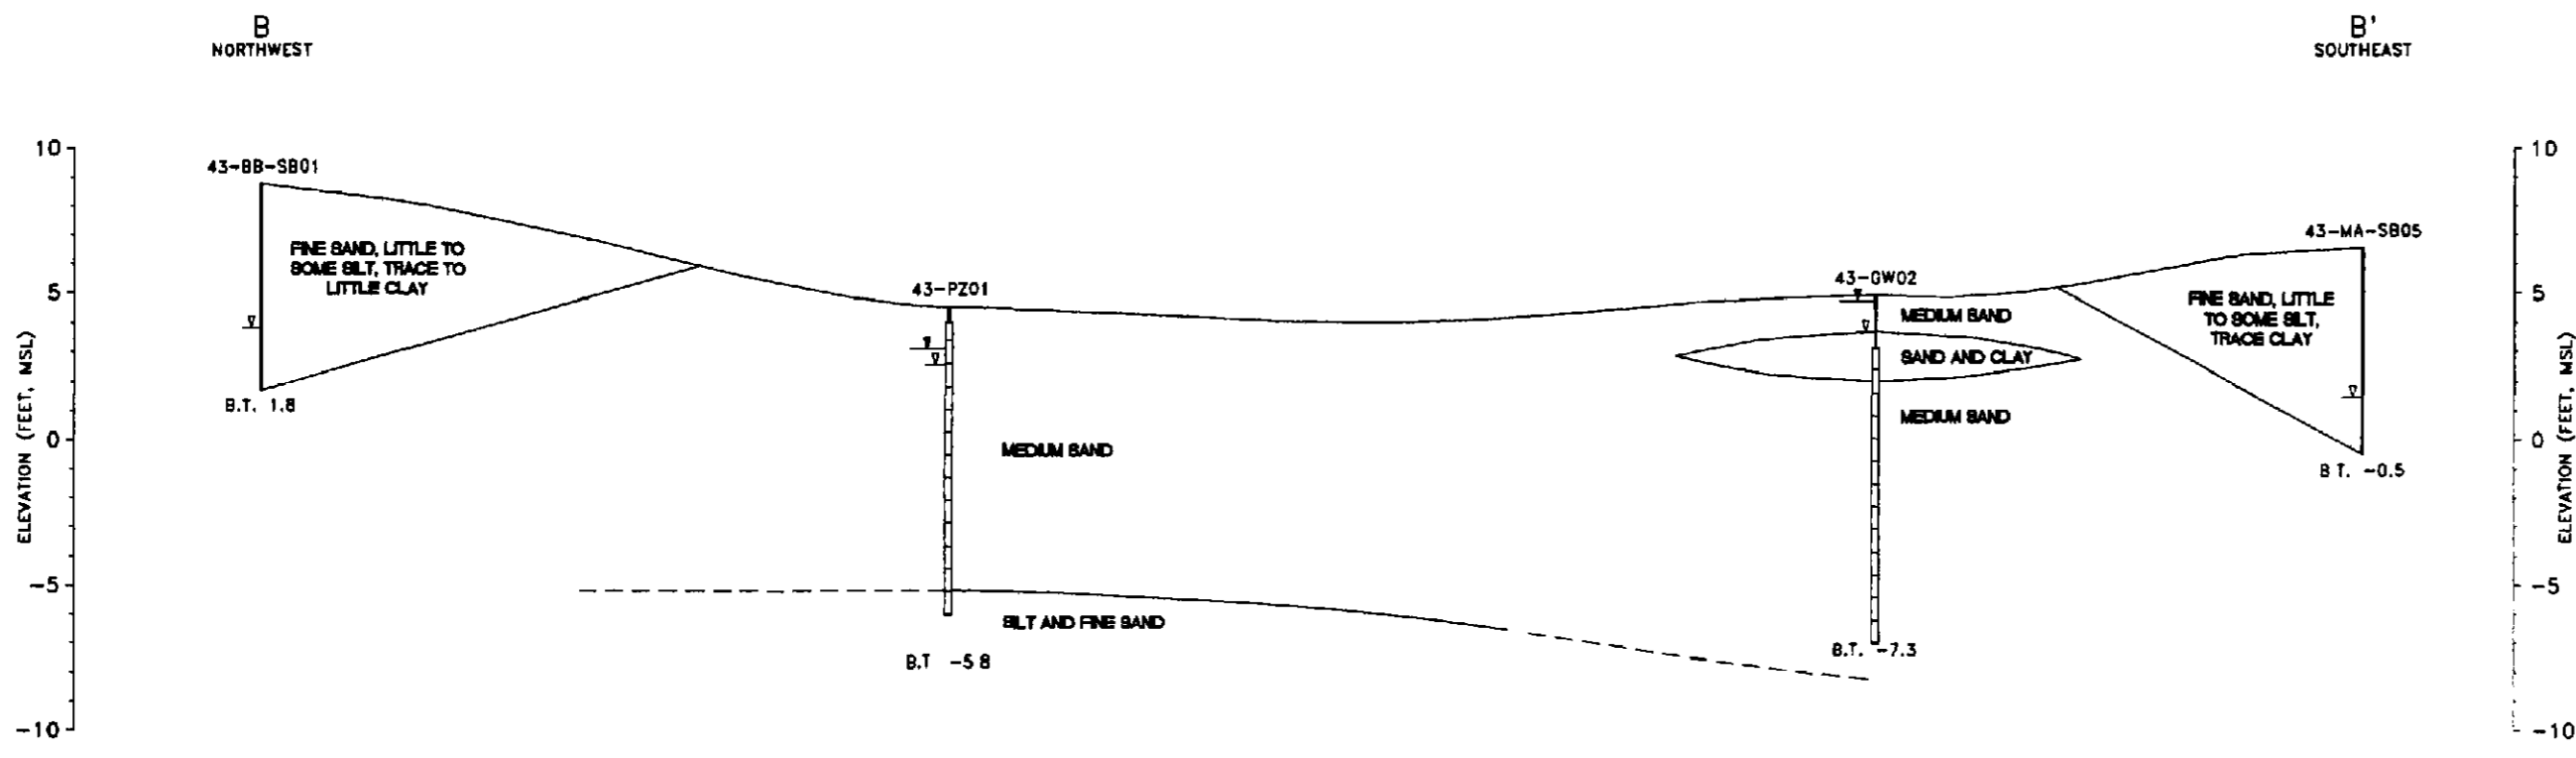 B
NORTHWEST
B'
SOUTHEAST
10
5
0
-5
-10
ELEVATION (FEET, MSL)
43-BB-SB01
FINE SAND, LITTLE TO
SOME SILT, TRACE TO
LITTLE CLAY
B.T. 1.8
43-PZ01
MEDIUM SAND
SILT AND FINE SAND
B.T -5 8
43-GW02
MEDIUM SAND
SAND AND CLAY
MEDIUM SAND
B.T. -7.3
43-MA-SB05
FINE SAND, LITTLE
TO SOME SILT,
TRACE CLAY
B T. -0.5
10
5
0
-5
-10
ELEVATION (FEET, MSL)